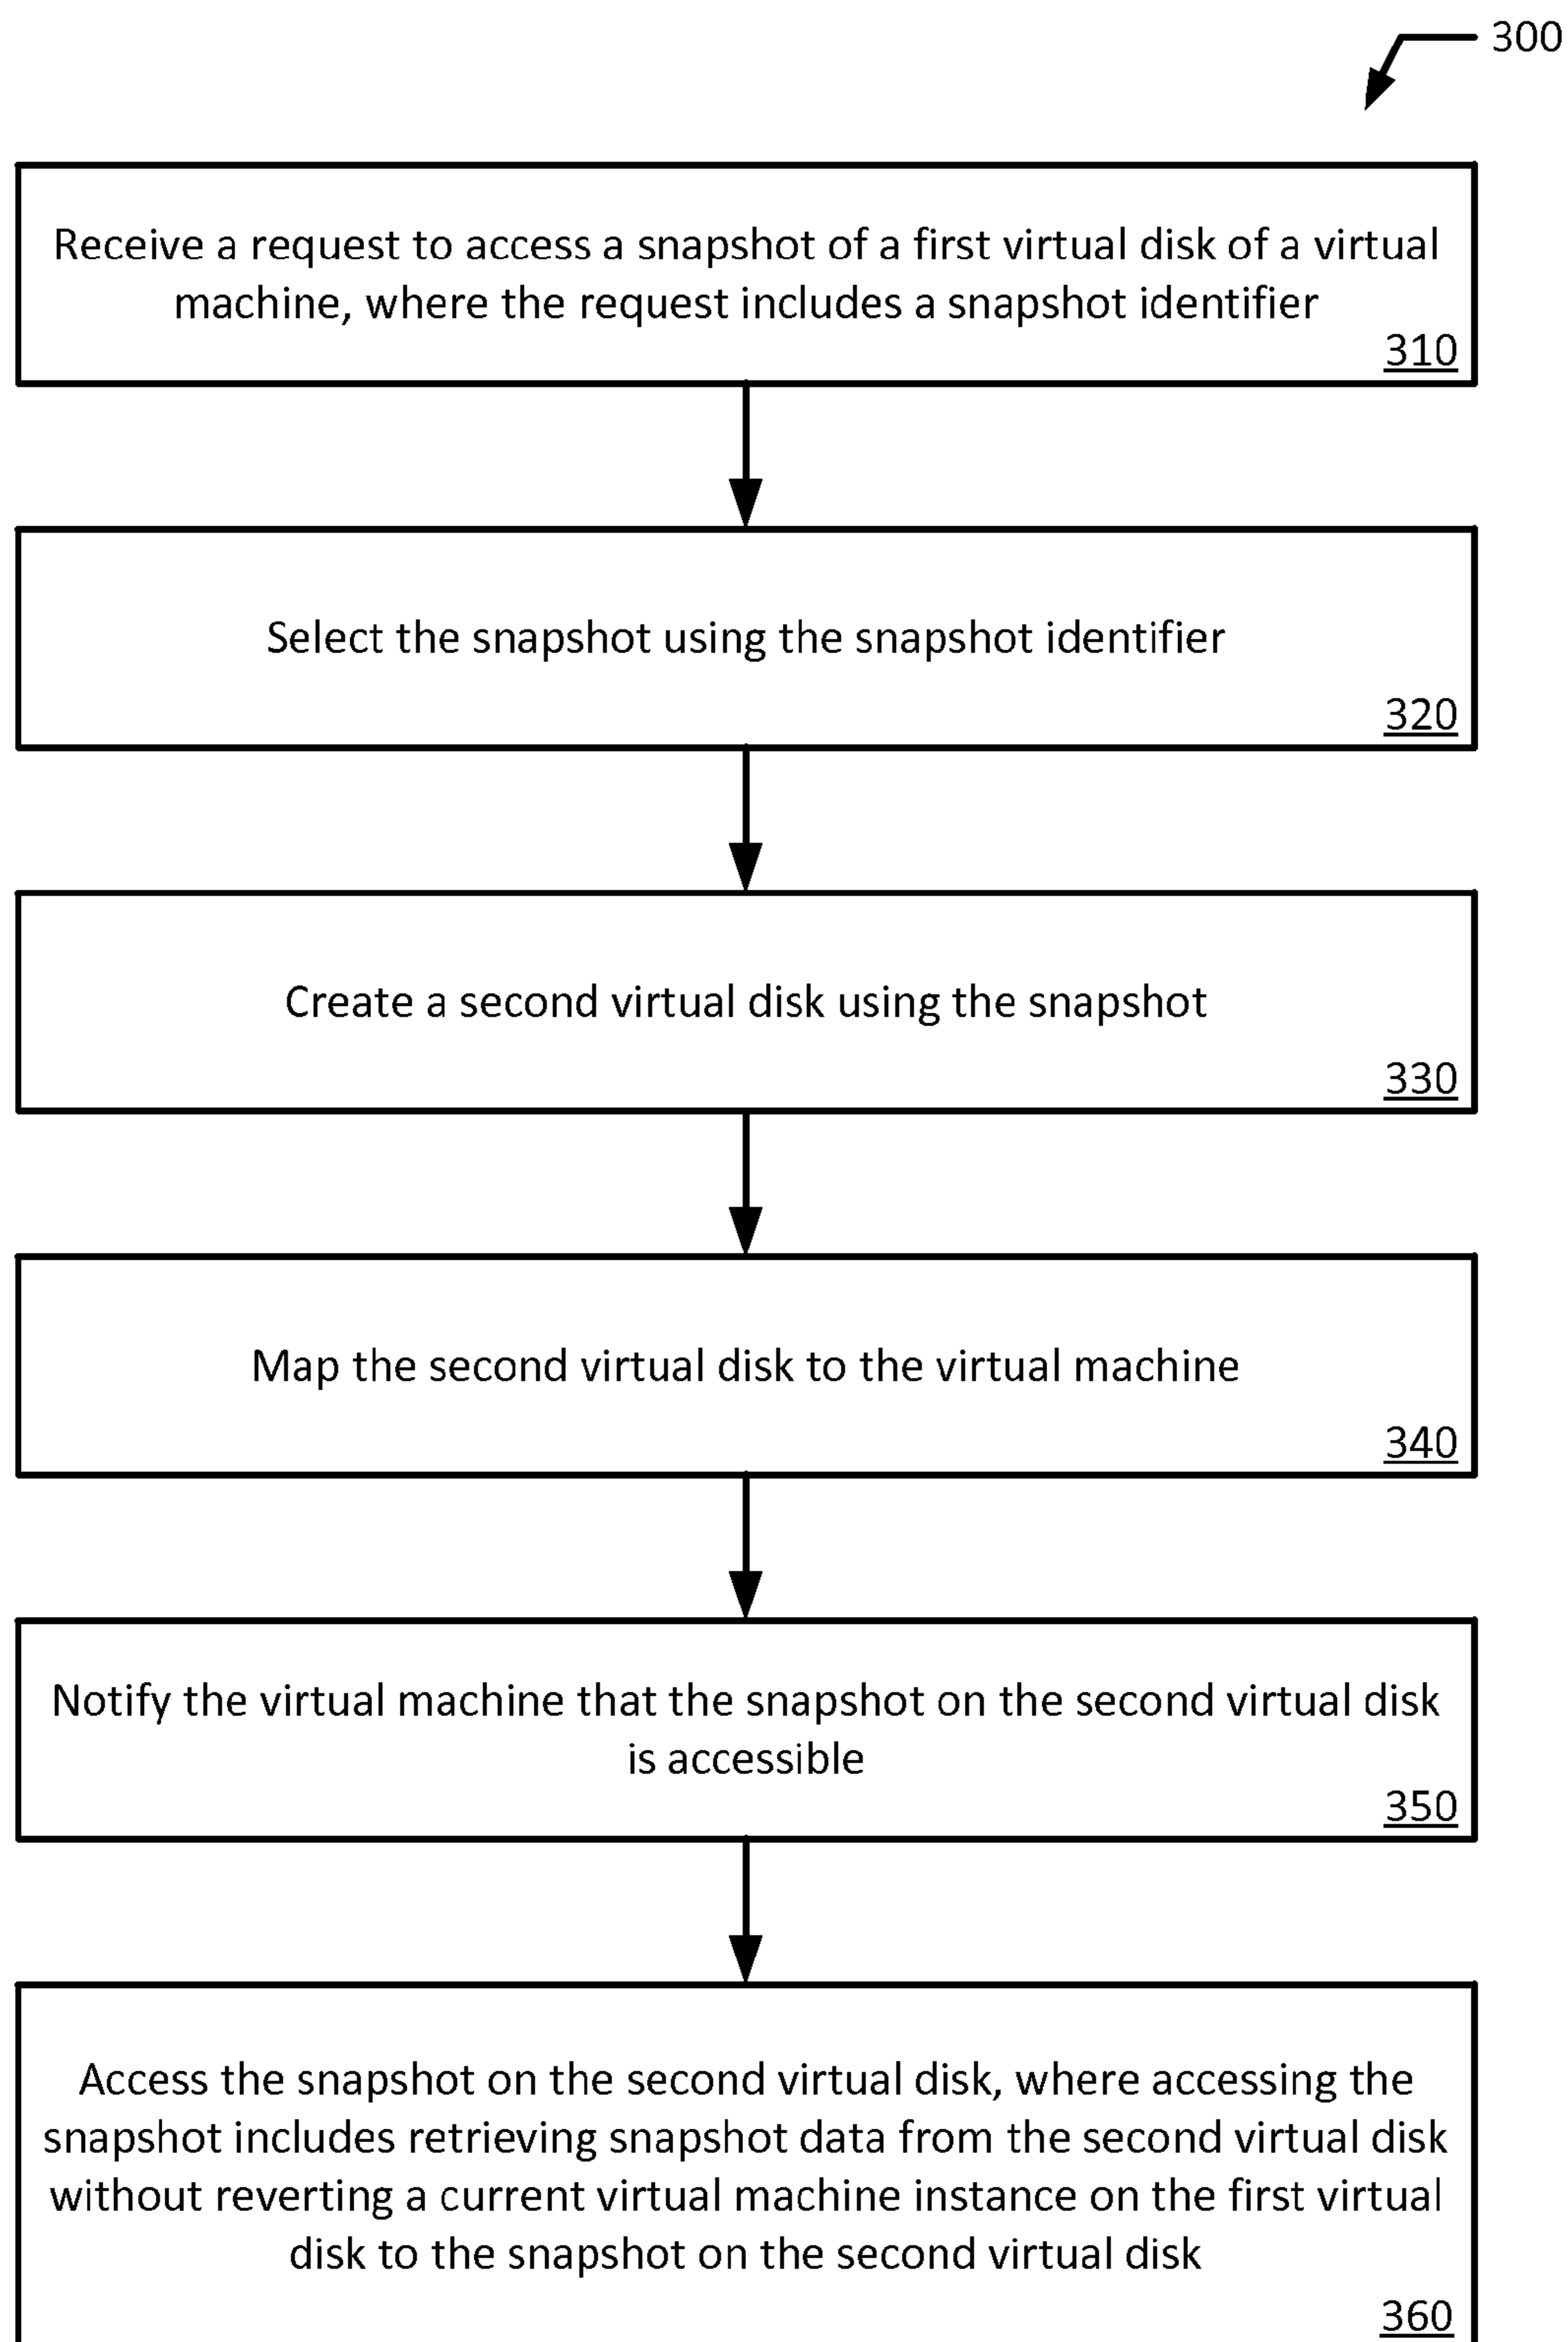 300
Receive a request to access a snapshot of a first virtual disk of a virtual
machine, where the request includes a snapshot identifier
310
Select the snapshot using the snapshot identifier
320
Create a second virtual disk using the snapshot
330
Map the second virtual disk to the virtual machine
340
Notify the virtual machine that the snapshot on the second virtual disk
is accessible
350
Access the snapshot on the second virtual disk, where accessing the
snapshot includes retrieving snapshot data from the second virtual disk
without reverting a current virtual machine instance on the first virtual
disk to the snapshot on the second virtual disk
360